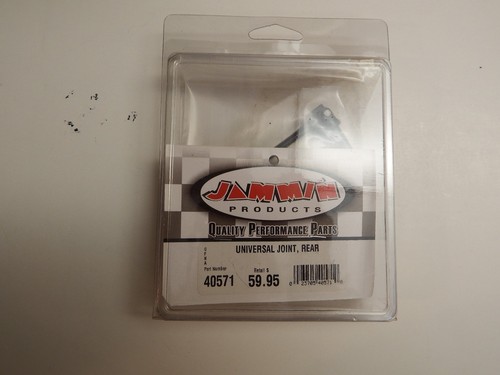 JAMMIN
PRODUCTS
QUALITY PERFORMANCE PARTS
UNIVERSAL JOINT, REAR
Part Number
Retail $
40571
59.95